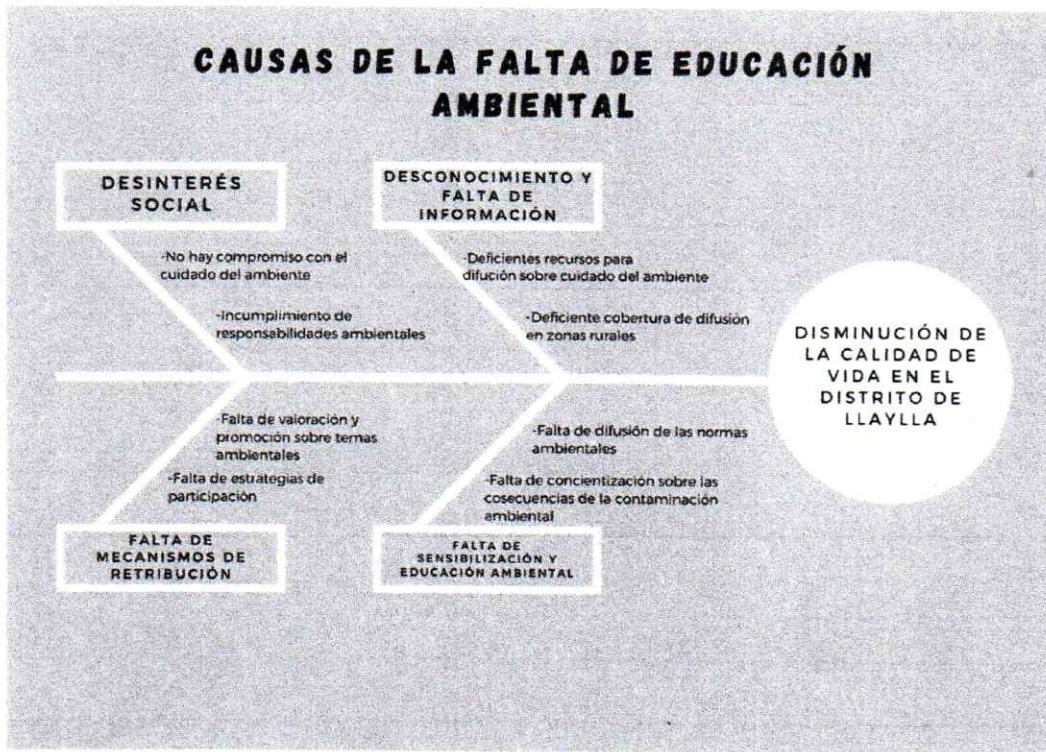 CAUSAS DE LA FALTA DE EDUCACIÓN
AMBIENTAL
DESINTERÉS
SOCIAL
DESCONOCIMIENTO Y
FALTA DE
INFORMACIÓN
-No hay compromiso con el
cuidado del ambiente
-Incumplimiento de
responsabilidades ambientales
-Deficientes recursos para
difución sobre cuidado del ambiente
-Deficiente cobertura de difusión
en zonas rurales
DISMINUCIÓN DE
LA CALIDAD DE
VIDA EN EL
DISTRITO DE
LLAYLLA
-Falta de valoración y
promoción sobre temas
ambientales
-Falta de estrategias de
participación
-Falta de difusión de las normas
ambientales
-Falta de concientización sobre las
cosecuencias de la contaminación
ambiental
FALTA DE
MECANISMOS DE
RETRIBUCIÓN
FALTA DE
SENSIBILIZACIÓN Y
EDUCACIÓN AMBIENTAL